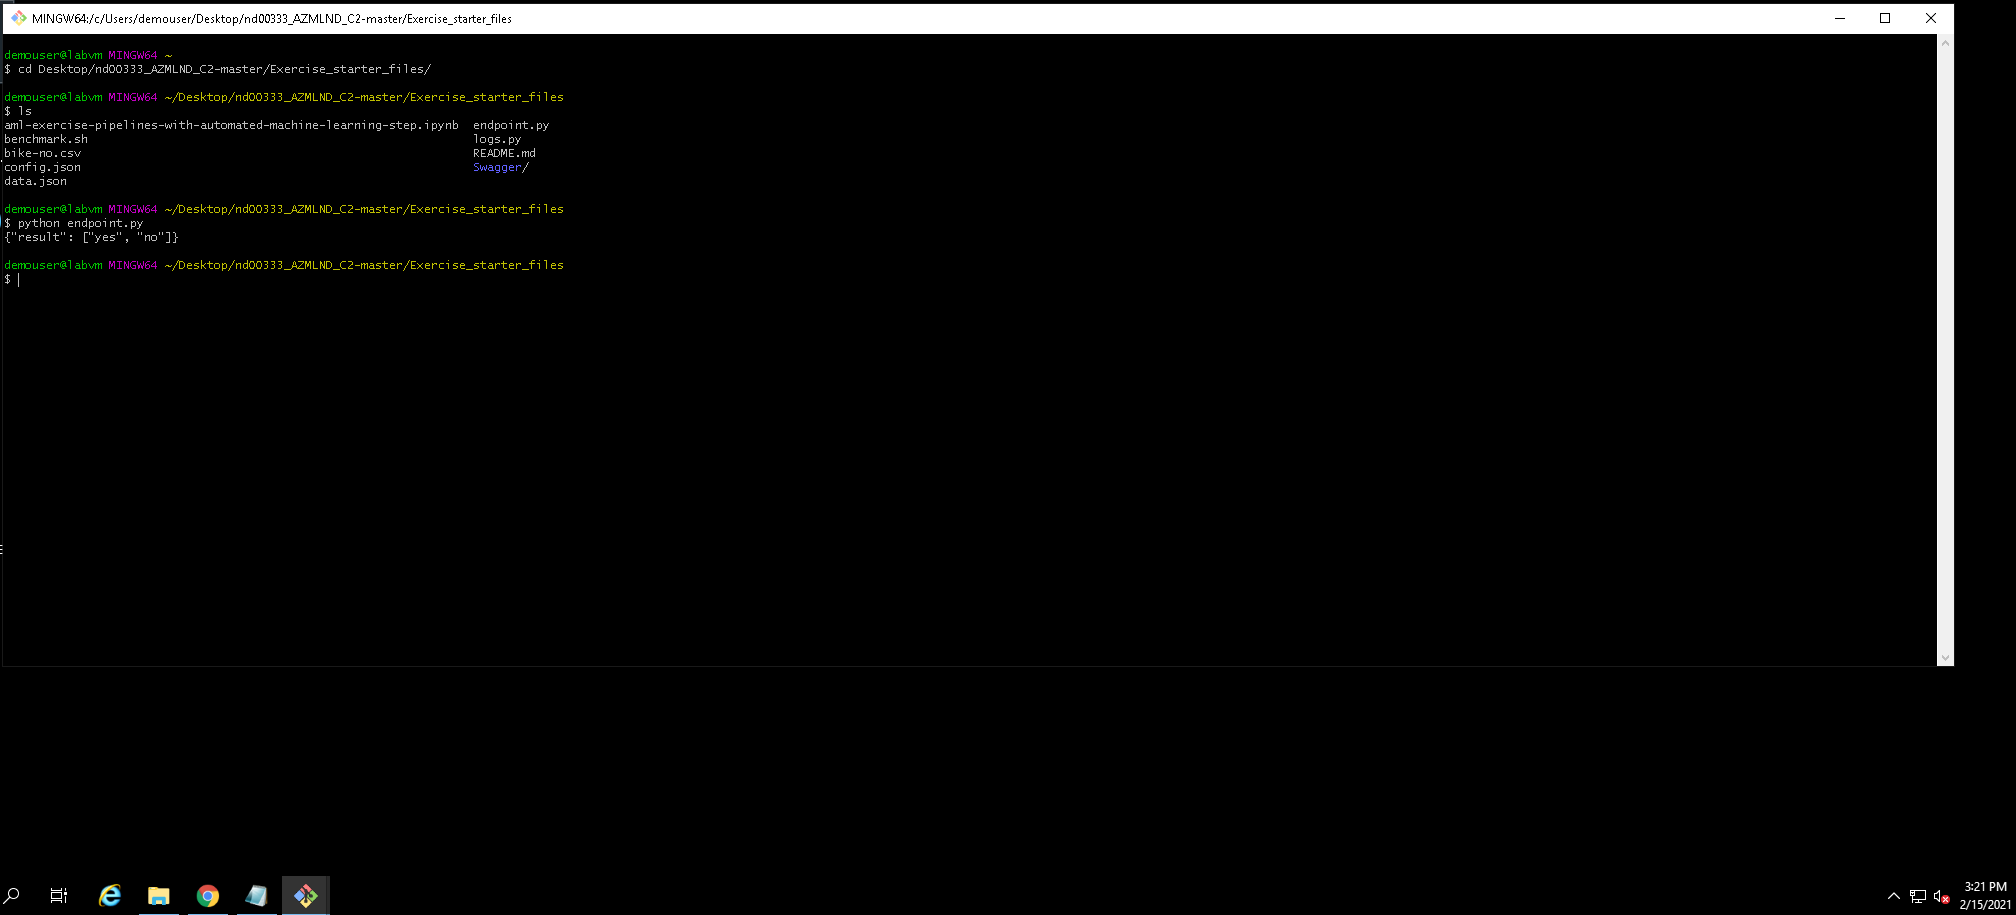 MINGW64:/c/Users/demouser/Desktop/nd00333_AZMLND_C2-master/Exercise_starter_files
demouser@labvm MINGW64 ~
$ cd Desktop/nd00333_AZMLND_C2-master/Exercise_starter_files/
demouser@labvm MINGW64 ~/Desktop/nd00333_AZMLND_C2-master/Exercise_starter_files
$ ls
aml-exercise-pipelines-with-automated-machine-learning-step.ipynb  endpoint.py
benchmark.sh  logs.py
bike-no.csv  README.md
config.json  Swagger/
data.json
demouser@labvm MINGW64 ~/Desktop/nd00333_AZMLND_C2-master/Exercise_starter_files
$ python endpoint.py
{"result": ["yes", "no"]}
demouser@labvm MINGW64 ~/Desktop/nd00333_AZMLND_C2-master/Exercise_starter_files
$
3:21 PM
2/15/2021